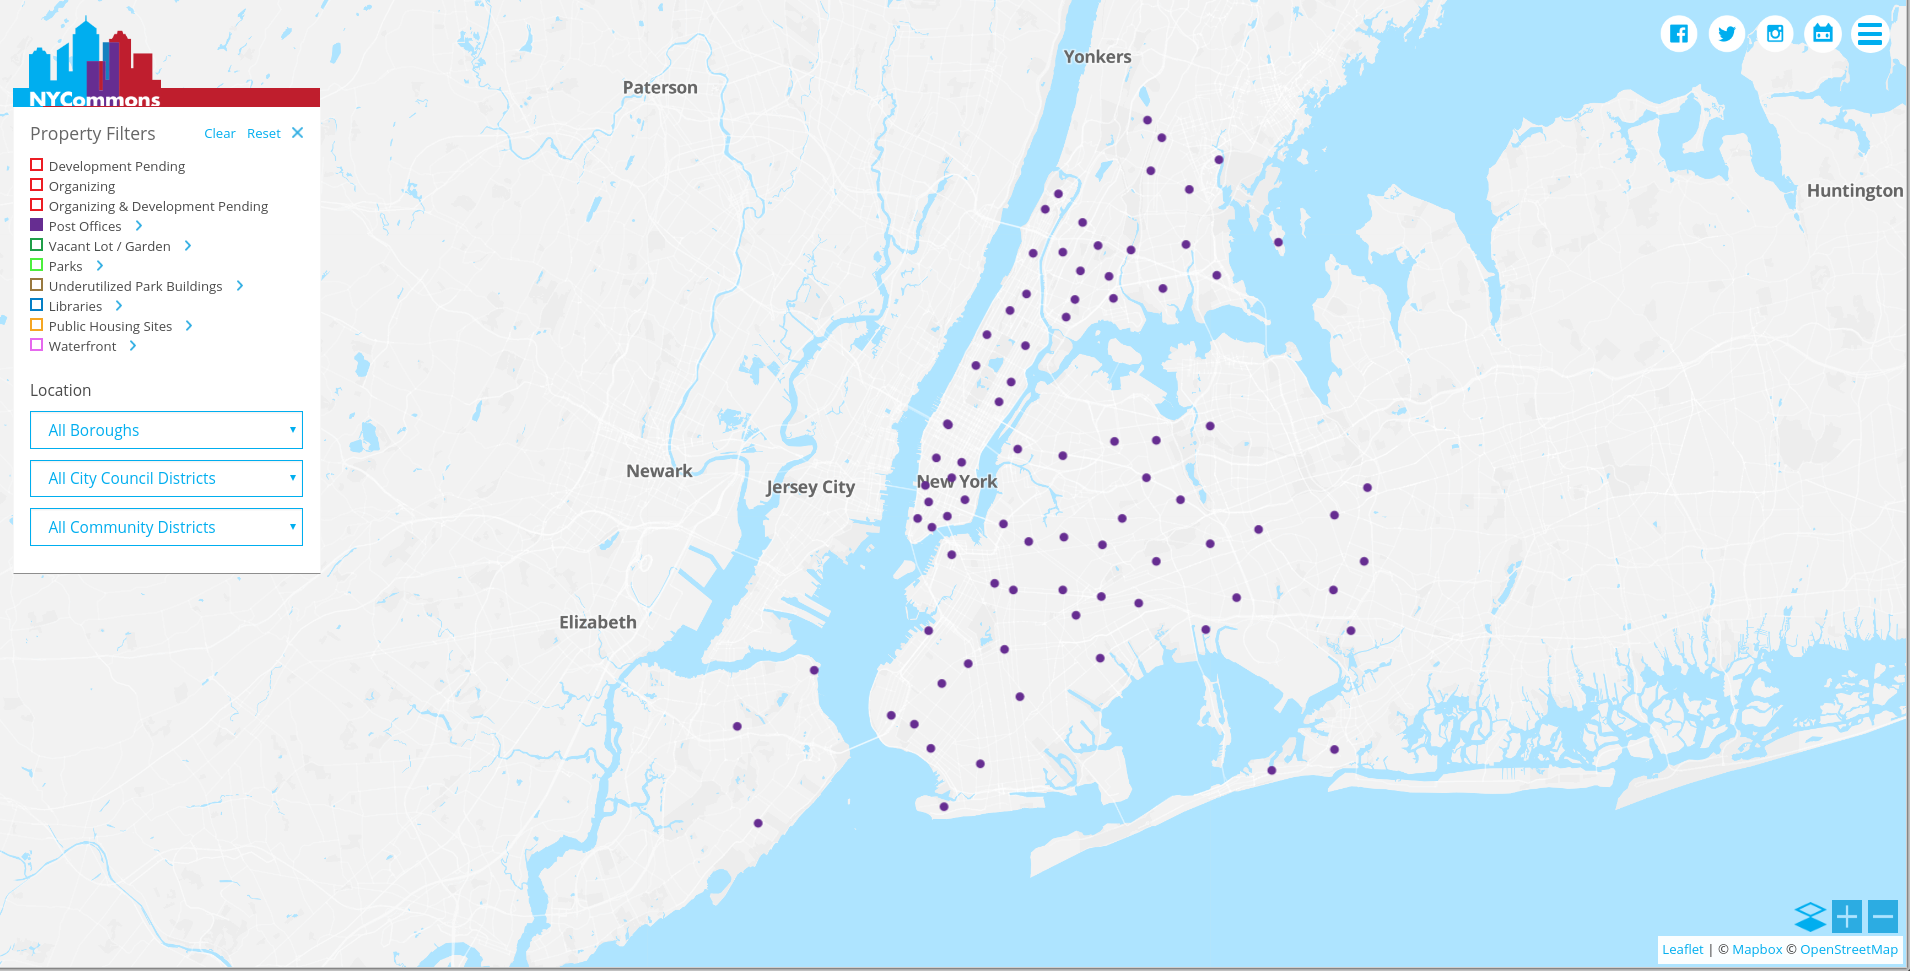 NYCommons
Property Filters
Clear Reset
Development Pending
Organizing
Organizing & Development Pending
Post Offices
Vacant Lot / Garden
Parks
Underutilized Park Buildings
Libraries
Public Housing Sites
Waterfront
Location
All Boroughs
All City Council Districts
All Community Districts
Yonkers
Paterson
Huntington
Newark
Jersey City
New York
Elizabeth
Leaflet | © Mapbox © OpenStreetMap